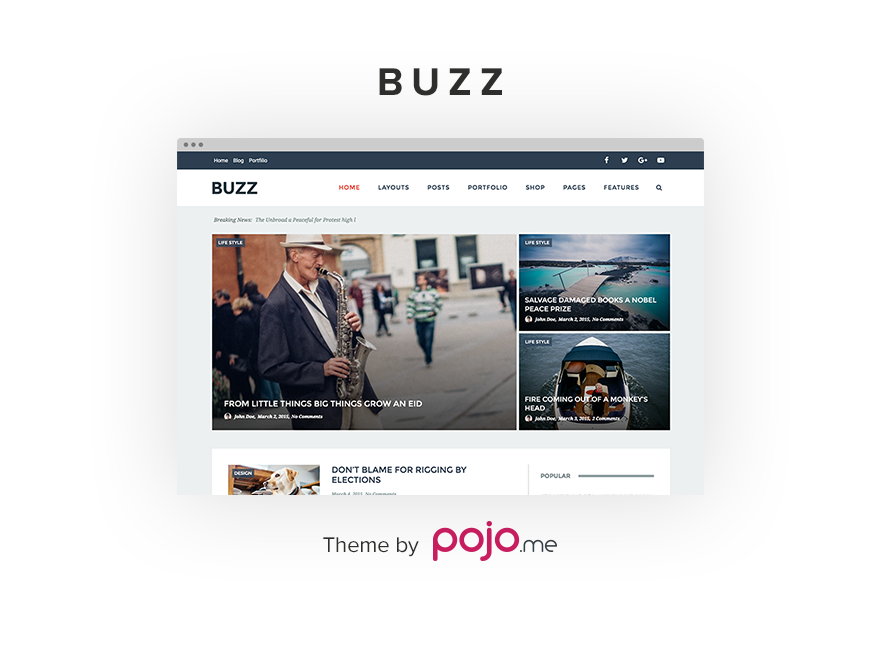 BUZZ
Home Blog Portfilio
BUZZ
HOME LAYOUTS POSTS PORTFOLIO SHOP PAGES FEATURES
Breaking News: The Unbroad a Peaceful for Protest high l
LIFE STYLE
FROM LITTLE THINGS BIG THINGS GROW AN EID
John Doe, March 2, 2015, No Comments
LIFE STYLE
SALVAGE DAMAGED BOOKS A NOBEL
PEACE PRIZE
John Doe, March 2, 2015, No Comments
LIFE STYLE
FIRE COMING OUT OF A MONKEY'S
HEAD
John Doe, March 3, 2015, 2 Comments
DESIGN
DON'T BLAME FOR RIGGING BY
ELECTIONS
March 4, 2015, No Comments
POPULAR
Theme by pojo.me